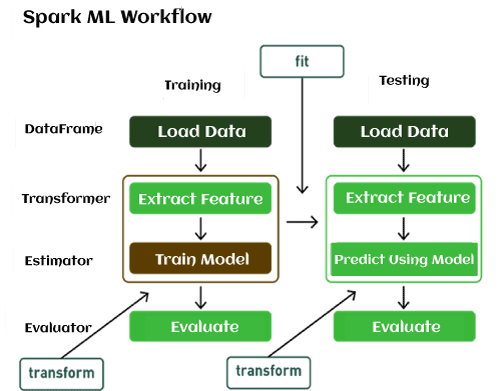 Spark ML Workflow
fit
Training
Testing
DataFrame
Load Data
Load Data
Transformer
Extract Feature
Extract Feature
Estimator
Train Model
Predict Using Model
Evaluator
Evaluate
Evaluate
transform
transform